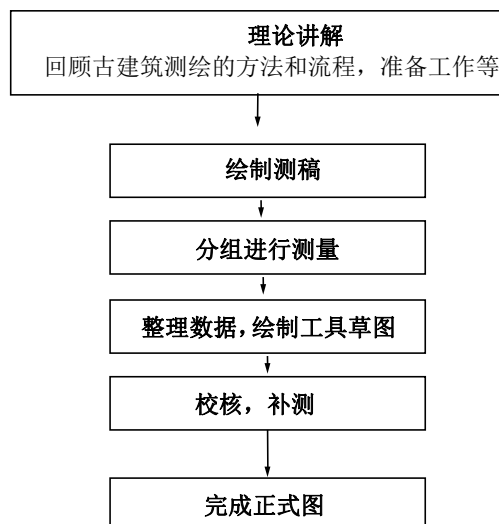 理论讲解
回顾古建筑测绘的方法和流程，准备工作等
绘制测稿
分组进行测量
整理数据，绘制工具草图
校核，补测
完成正式图